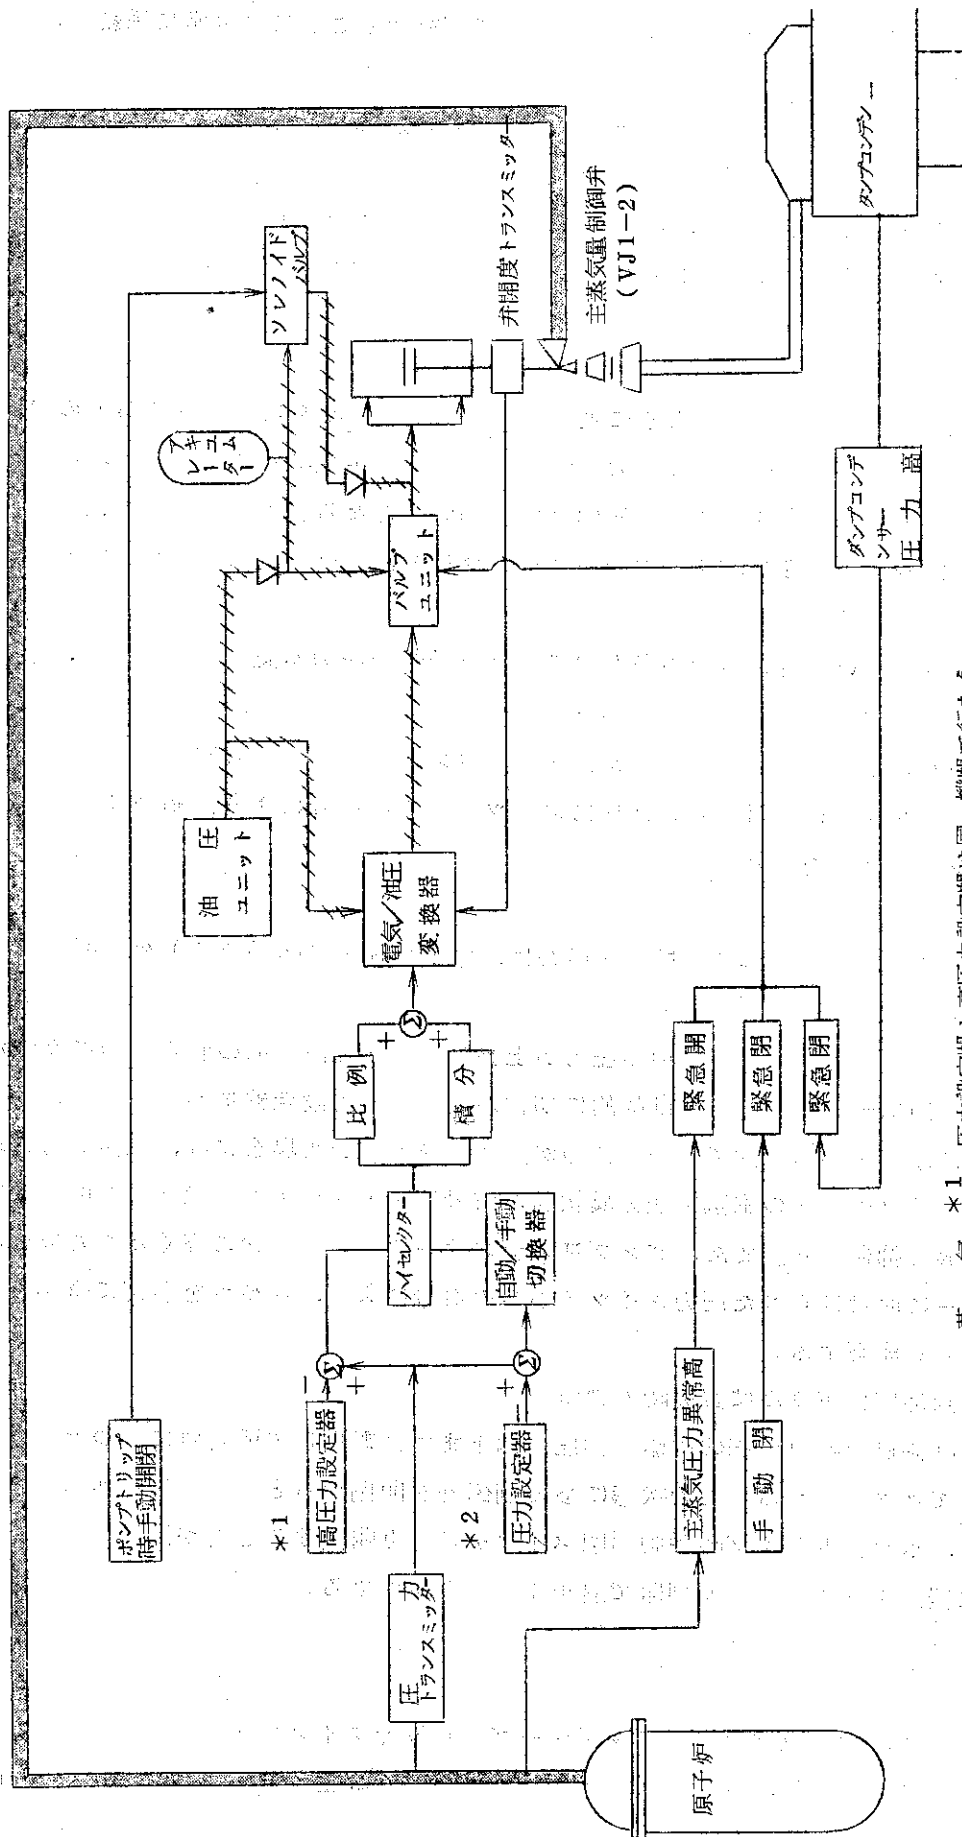 ポンプトリップ
時手動開閉
*1
高圧力設定器
*2
圧力設定器
圧力
トランスミッター
原子炉
主蒸気圧力異常高
手動閉
ハイセレクター
自動/手動
切換器
比例
積分
Σ
Σ
Σ
+
-
+
-
+
+
緊急開
緊急閉
緊急閉
電気/油圧
変換器
油圧
ユニット
バルブ
ユニット
アキュム
レーター
ソレノイド
バルブ
弁開度トランスミッター
主蒸気量制御弁
(VJ1-2)
ダンプコンデ
ンサー
圧力高
ダンプコンデンー
*1